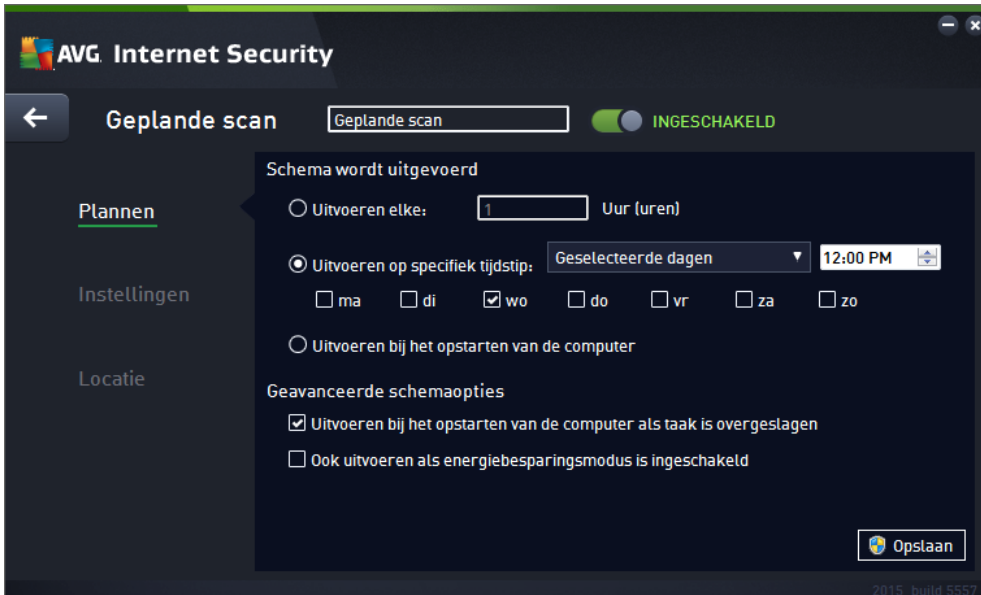 AVG Internet Security
Geplande scan Geplande scan INGESCHAKELD
Schema wordt uitgevoerd
Plannen
Uitvoeren elke: 1 Uur (uren)
Uitvoeren op specifiek tijdstip: Geselecteerde dagen 12:00 PM
Instellingen
ma di wo do vr za zo
Uitvoeren bij het opstarten van de computer
Locatie
Geavanceerde schemaopties
Uitvoeren bij het opstarten van de computer als taak is overgeslagen
Ook uitvoeren als energiebesparingsmodus is ingeschakeld
Opslaan
2015 build 5557